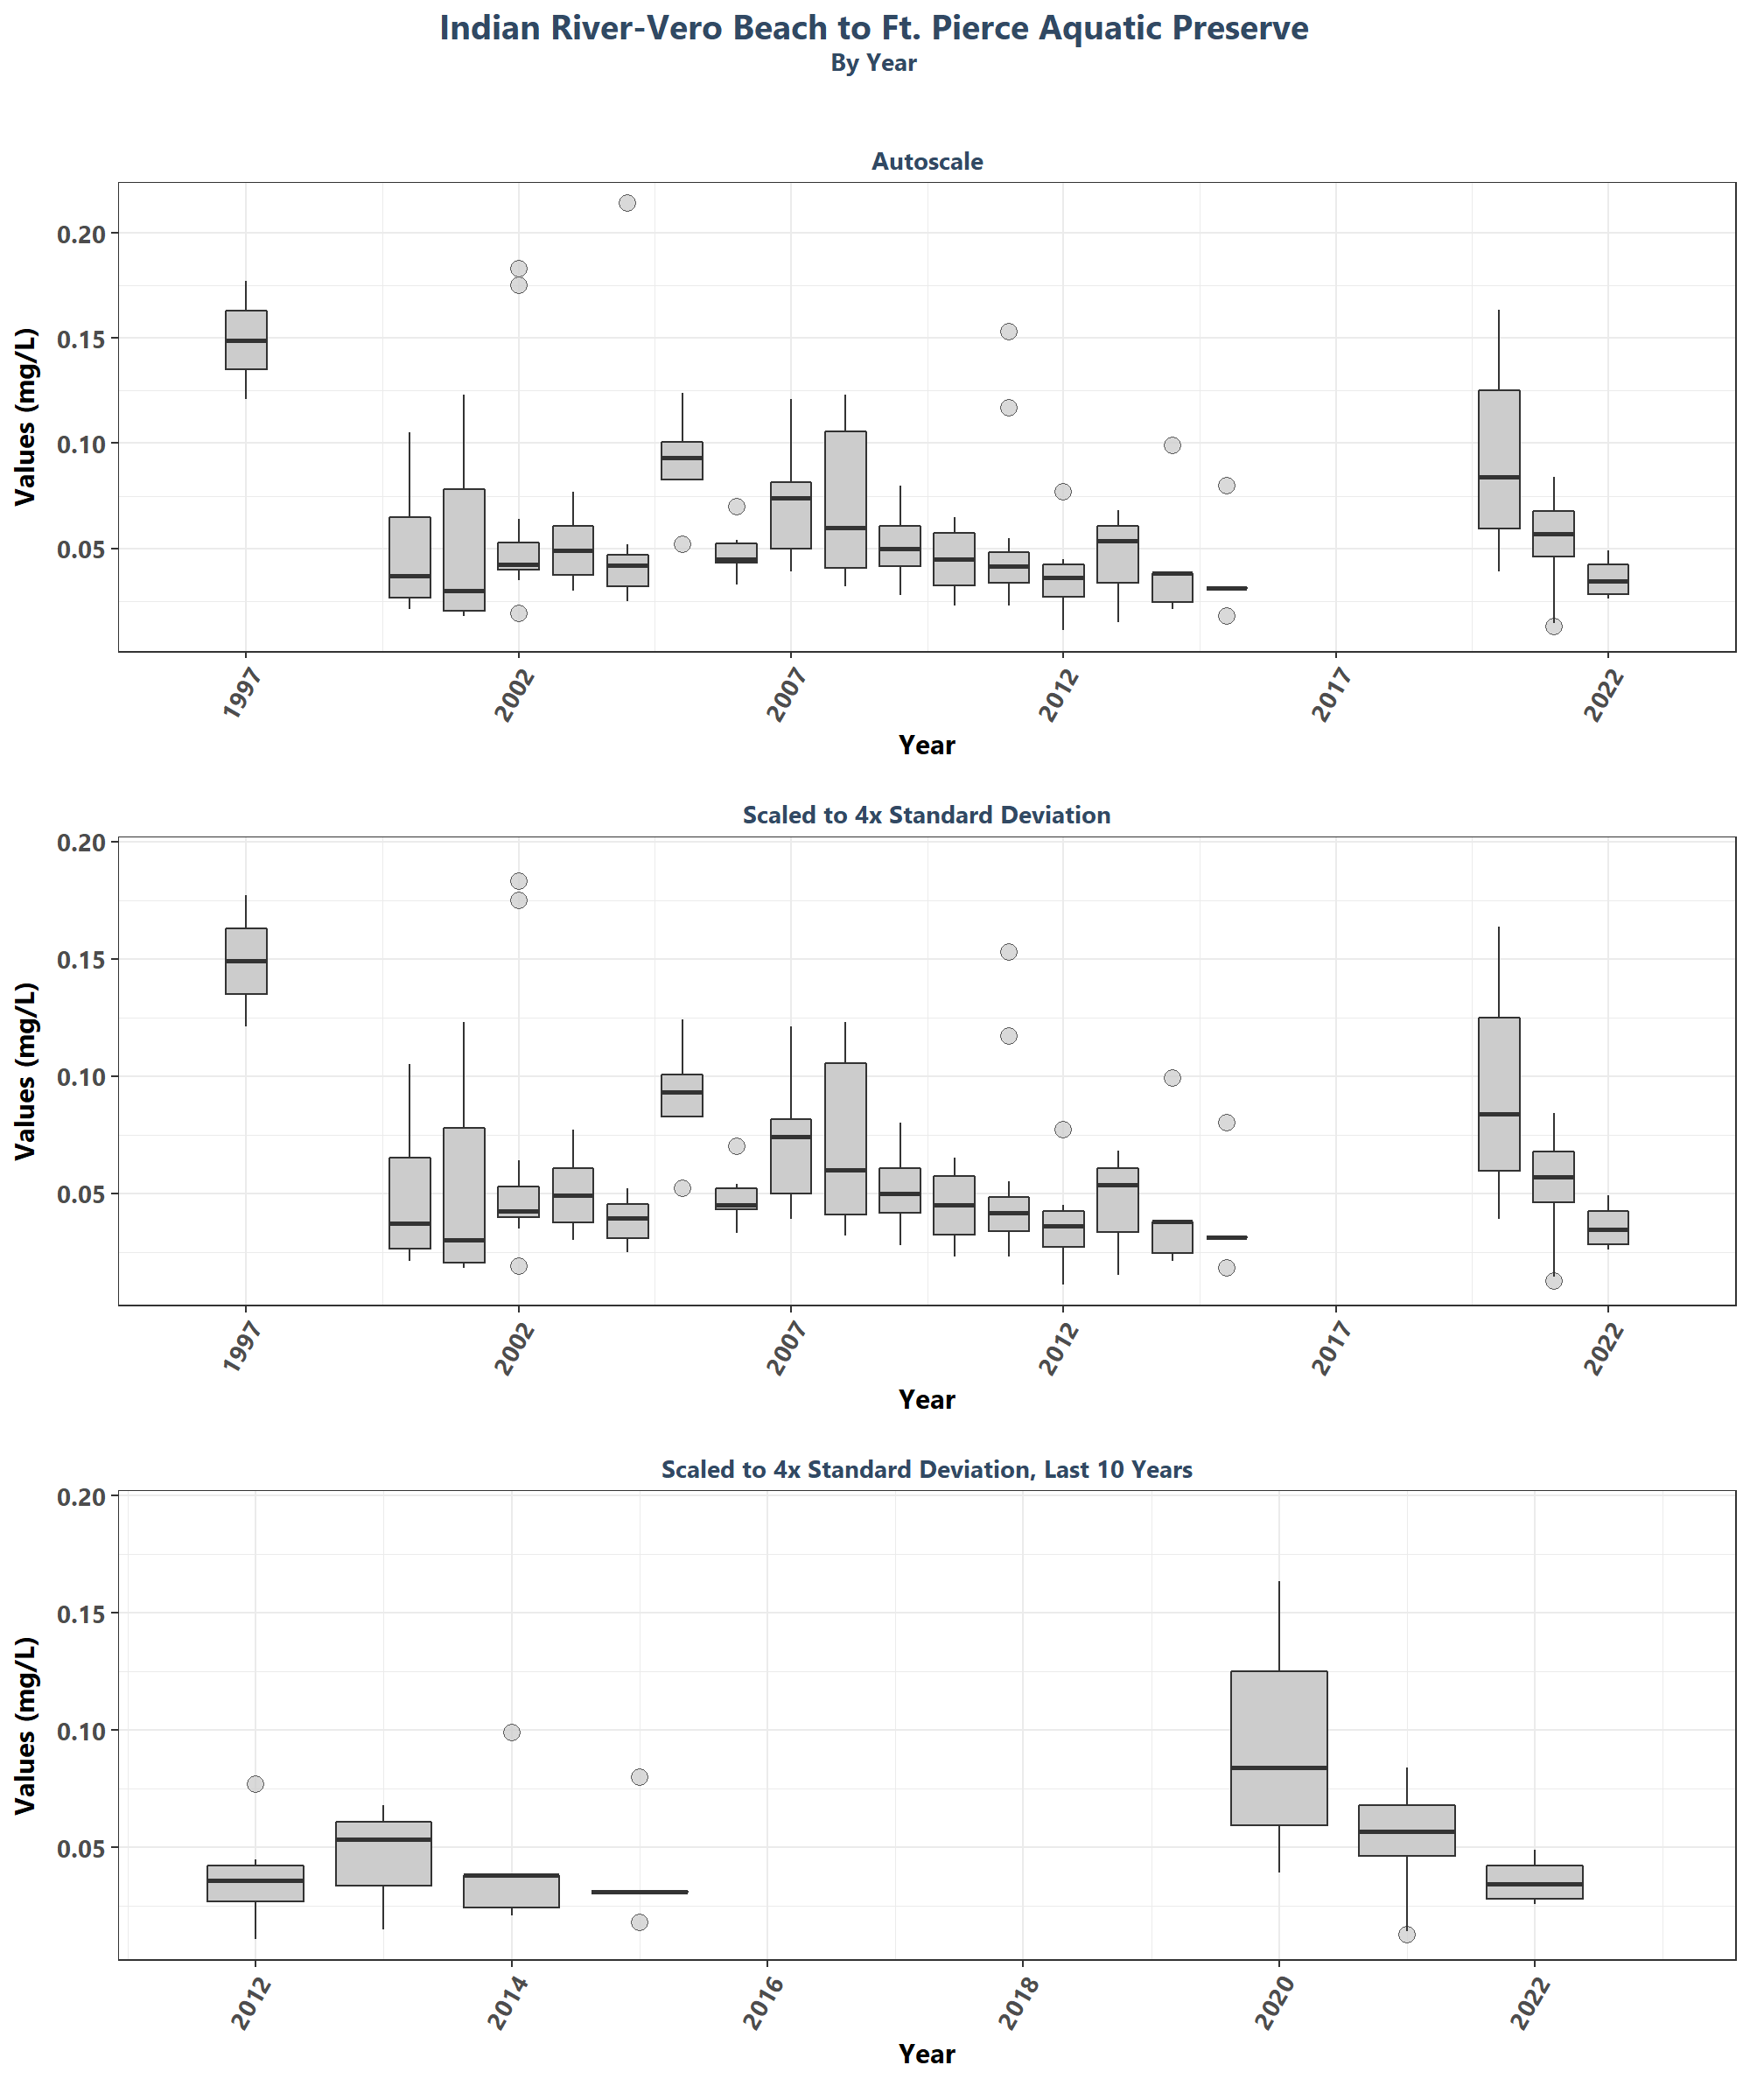 Indian River-Vero Beach to Ft. Pierce Aquatic Preserve
By Year
Autoscale
Values (mg/L)
0.20
0.15
0.10
0.05
1997
2002
2007
2012
2017
2022
Year
Scaled to 4x Standard Deviation
Values (mg/L)
0.20
0.15
0.10
0.05
1997
2002
2007
2012
2017
2022
Year
Scaled to 4x Standard Deviation, Last 10 Years
Values (mg/L)
0.20
0.15
0.10
0.05
2012
2014
2016
2018
2020
2022
Year